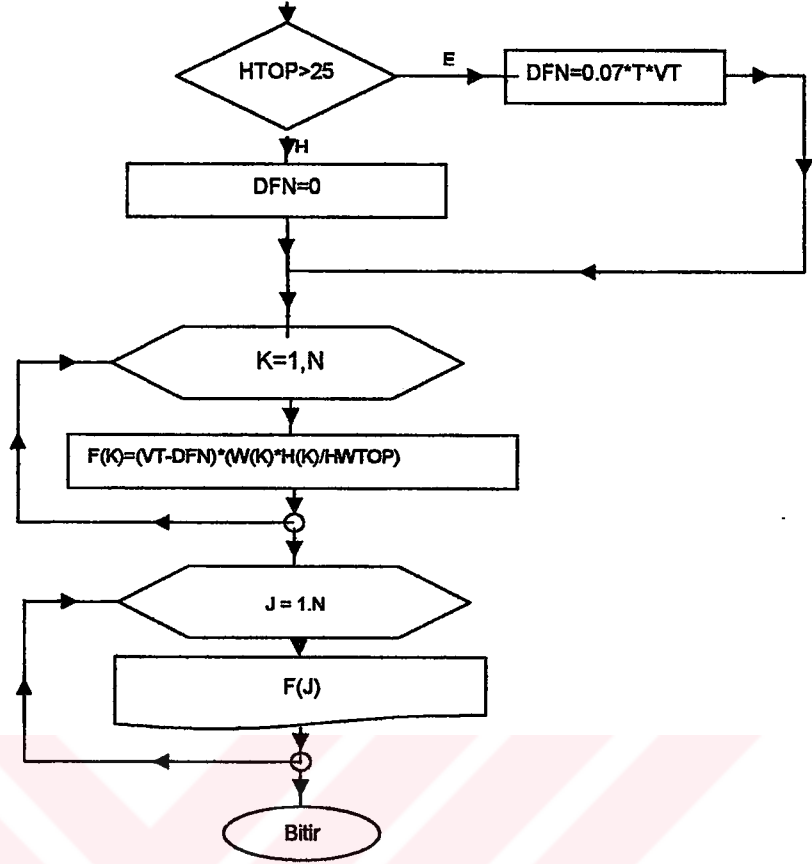 HTOP>25
E
DFN=0.07*T*VT
H
DFN=0
K=1,N
F(K)=(VT-DFN)*(W(K)*H(K)/HWTOP)
J = 1.N
F(J)
Bitir